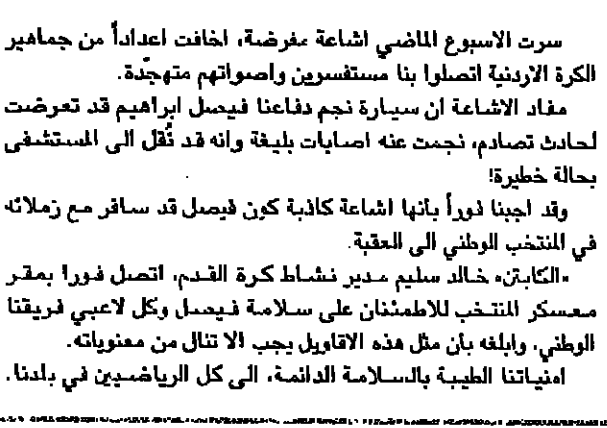 سرت الاسبوع الماضي اشاعة مغرضة، اخافت اعداداً من جماهير
الكرة الاردنية اتصلوا بنا مستفسرين واصواتهم متهجّدة.
مفاد الاشاعة ان سيارة نجم دفاعنا فيصل ابراهيم قد تعرضت
لحادث تصادم، نجمت عنه اصابات بليغة وانه قد نُقل الى المستشفى
بحالة خطيرة!
وقد اجبنا فوراً بأنها اشاعة كاذبة كون فيصل قد سافر مع زملائه
في المنتخب الوطني الى العقبة.
«الكابتن» خالد سليم مدير نشاط كرة القدم، اتصل فورا بمقر
معسكر المنتخب للاطمئنان على سلامة فيصل وكل لاعبي فريقنا
الوطني، وابلغه بأن مثل هذه الاقاويل يجب الا تنال من معنوياته.
امنياتنا الطيبة بالسلامة الدائمة، الى كل الرياضيين في بلدنا.